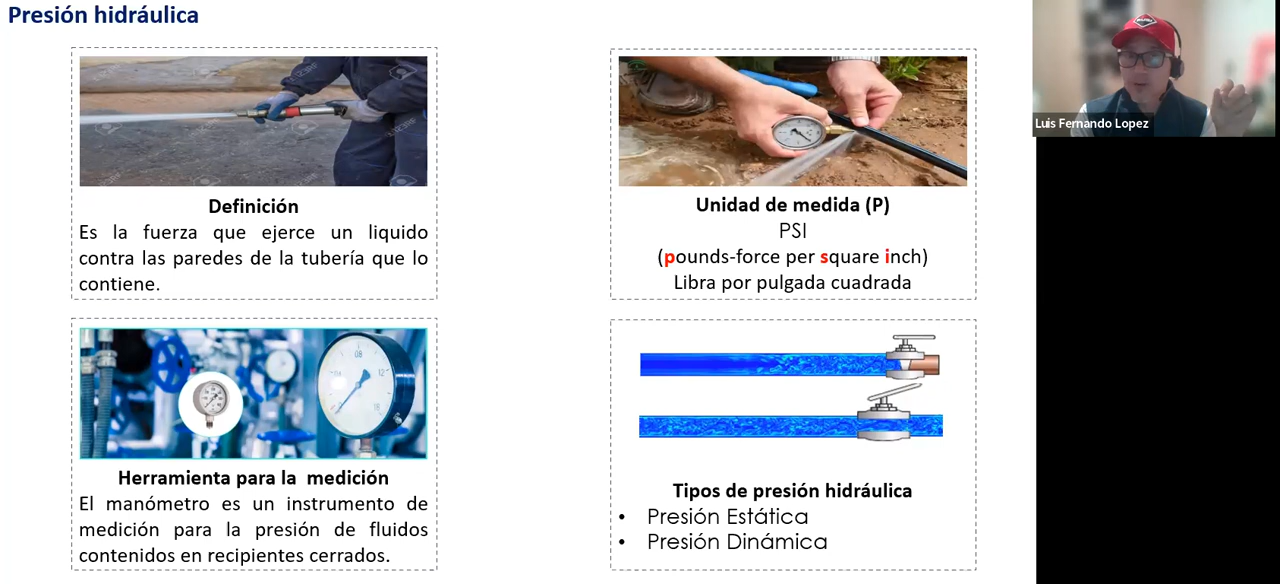 Presión hidráulica
Definición
Es la fuerza que ejerce un liquido
contra las paredes de la tubería que lo
contiene.
Unidad de medida (P)
PSI
(pounds-force per square inch)
Libra por pulgada cuadrada
Herramienta para la medición
El manómetro es un instrumento de
medición para la presión de fluidos
contenidos en recipientes cerrados.
Tipos de presión hidráulica
• Presión Estática
• Presión Dinámica
Luis Fernando Lopez